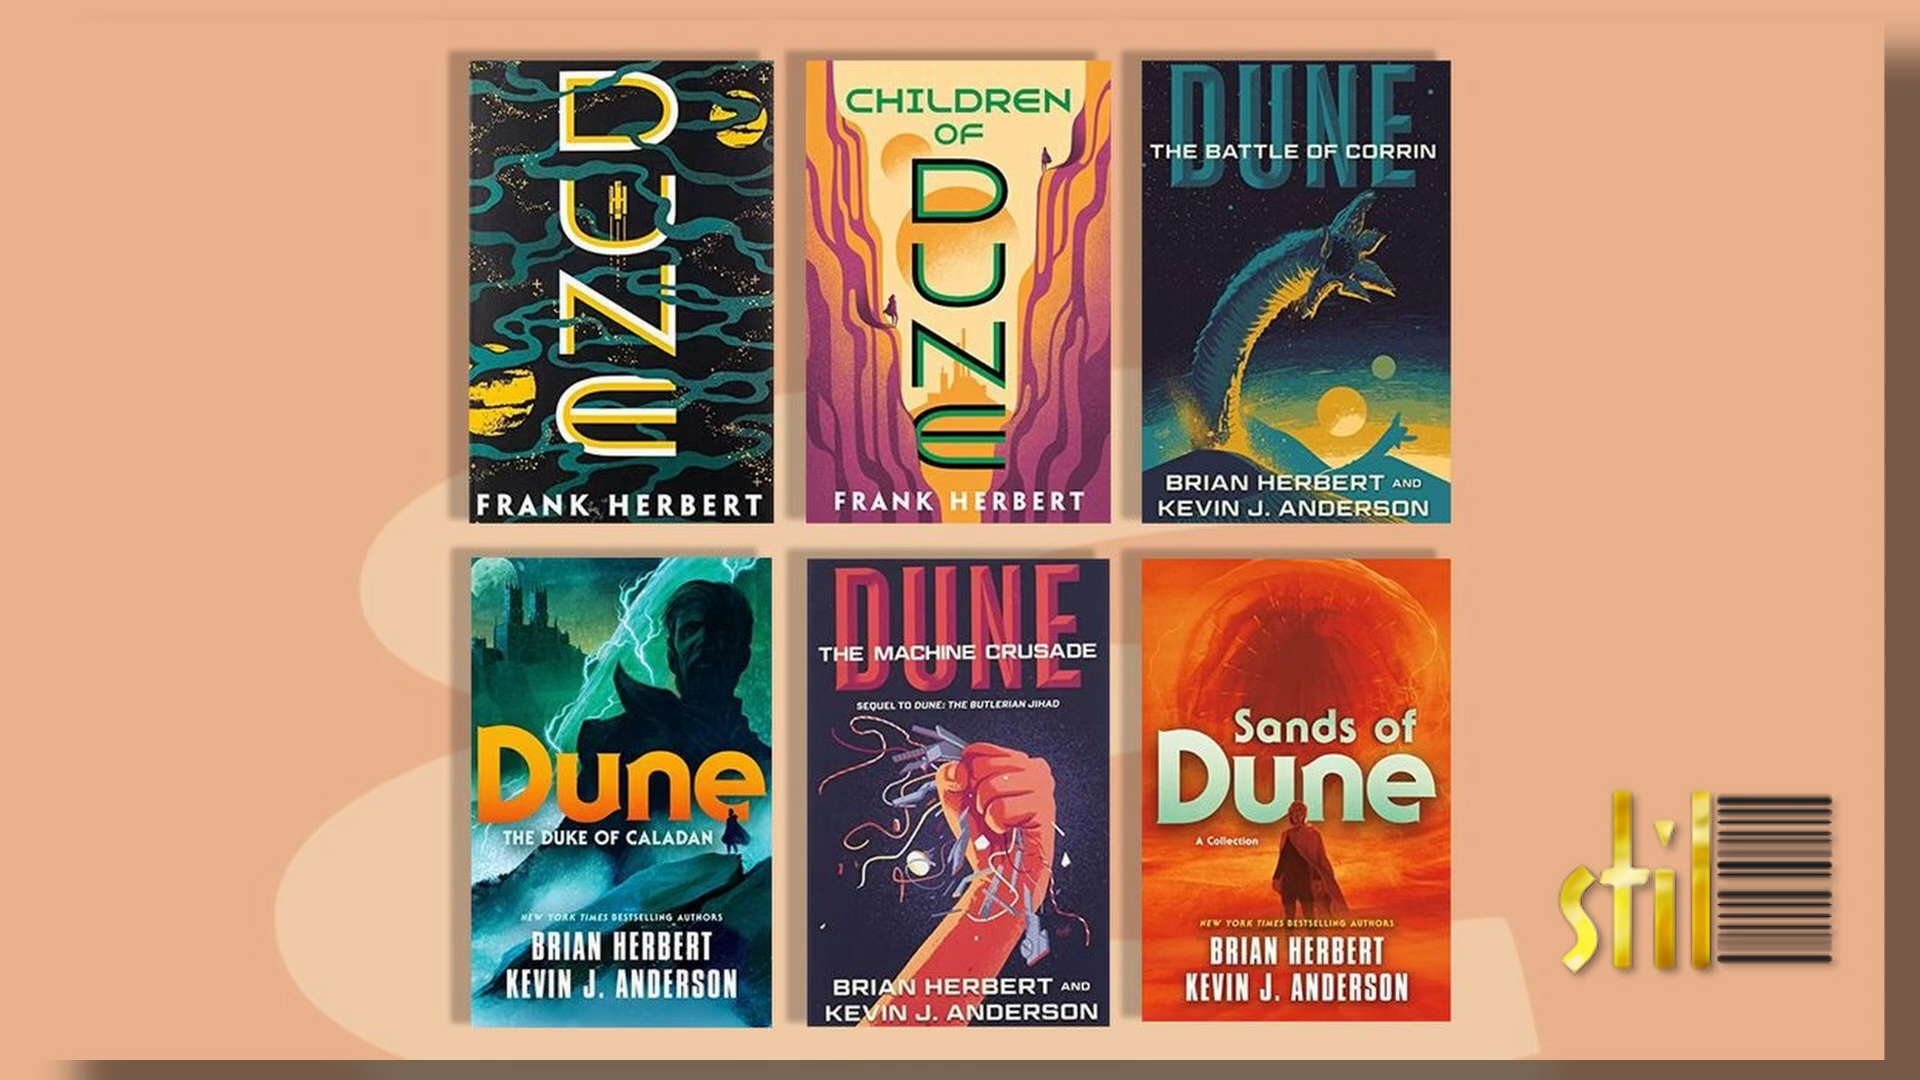 DUNE
FRANK HERBERT
CHILDREN
OF
DUNE
FRANK HERBERT
DUNE
THE BATTLE OF CORRIN
BRIAN HERBERT AND
KEVIN J. ANDERSON
Dune
THE DUKE OF CALADAN
NEW YORK TIMES BESTSELLING AUTHORS
BRIAN HERBERT
KEVIN J. ANDERSON
DUNE
THE MACHINE CRUSADE
SEQUEL TO DUNE: THE BUTLERIAN JIHAD
BRIAN HERBERT AND
KEVIN J. ANDERSON
Sands of
Dune
A Collection
NEW YORK TIMES BESTSELLING AUTHORS
BRIAN HERBERT
KEVIN J. ANDERSON
stil